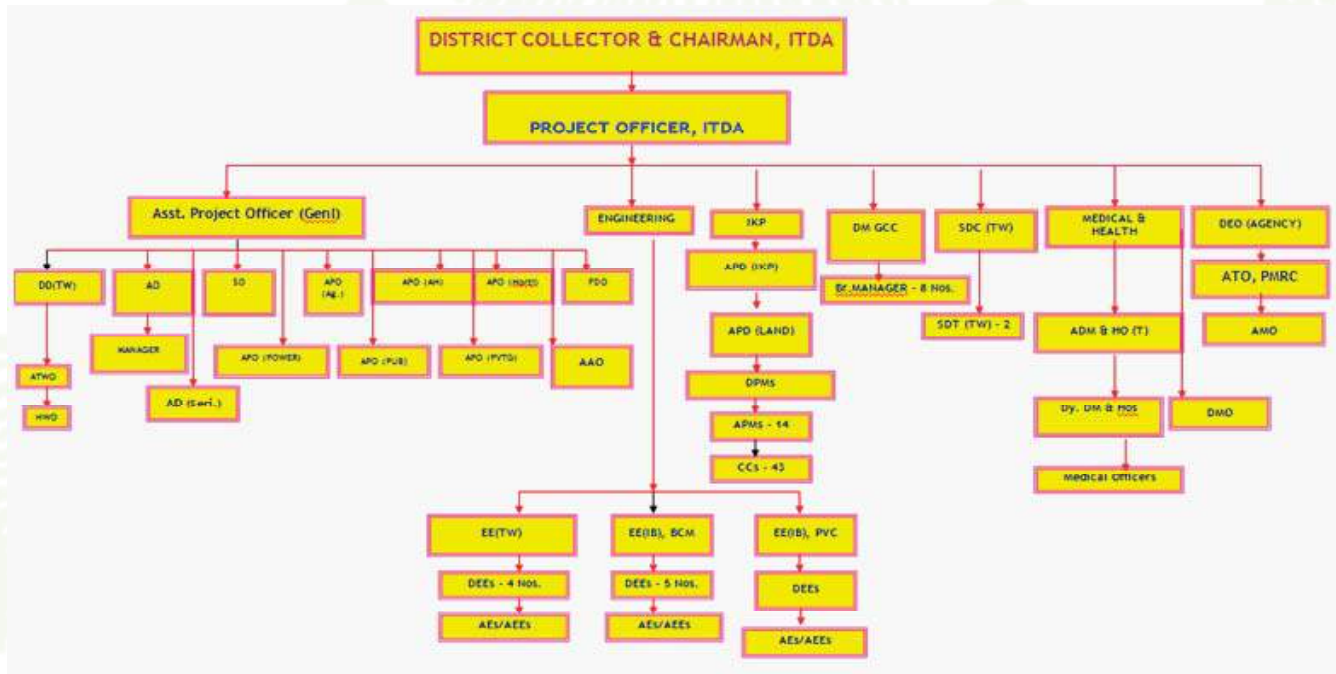 DISTRICT COLLECTOR & CHAIRMAN, ITDA
PROJECT OFFICER, ITDA
Asst. Project Officer (Genl)
ENGINEERING
IKP
DM GCC
SDC (TW)
MEDICAL &
HEALTH
DEO (AGENCY)
DD(TW)
AO
SO
APO
(Ag.)
APO (AH)
APO (Horti)
PDO
APD (IKP)
Br.MANAGER - 8 Nos.
ATO, PMRC
MANAGER
APO (POWER)
APO (PUB)
APO (PVTG)
AAO
APD (LAND)
SDT (TW) - 2
ADM & HO (T)
AMO
ATWO
HWO
AD (Seri.)
DPMs
APMs - 14
CCs - 43
Dy. DM & Hos
DMO
Medical Officers
EE(TW)
EE(IB), BCM
EE(IB), PVC
DEEs - 4 Nos.
DEEs - 5 Nos.
DEEs
AEs/AEEs
AEs/AEEs
AEs/AEEs